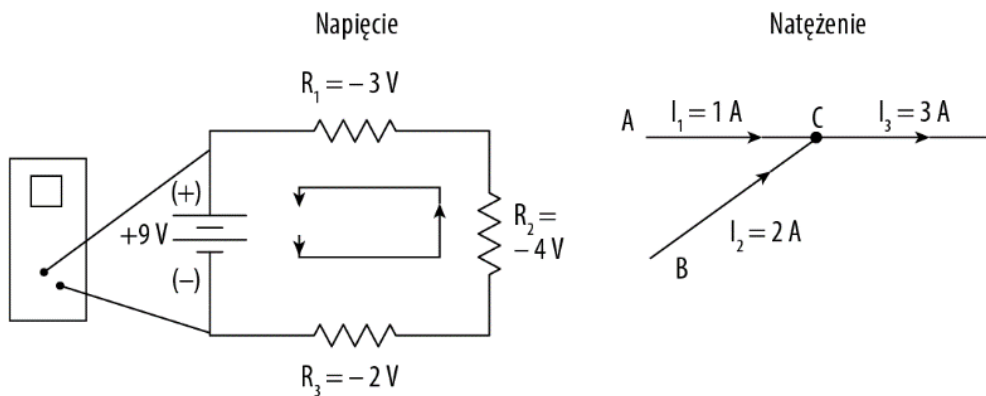 Napięcie
R₁ = – 3 V
(+)
+9 V
(–)
R₂ =
– 4 V
R₃ = – 2 V
Natężenie
A
I₁ = 1 A
C
I₃ = 3 A
I₂ = 2 A
B